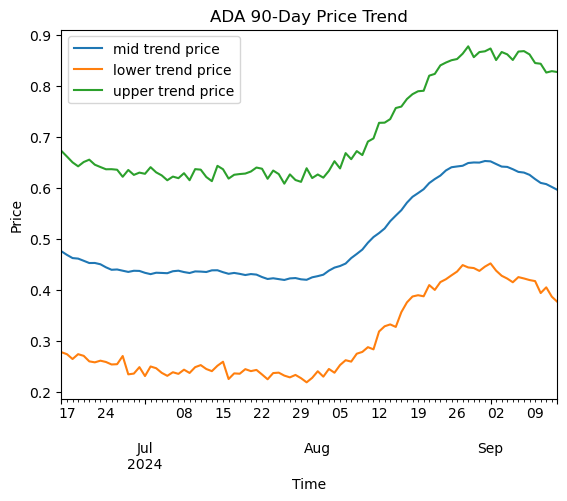 ADA 90-Day Price Trend
mid trend price
lower trend price
upper trend price
0.9
0.8
0.7
0.6
0.5
0.4
0.3
0.2
Price
17 24 08 15 22 29 05 12 19 26 02 09
Jul Aug Sep
2024
Time